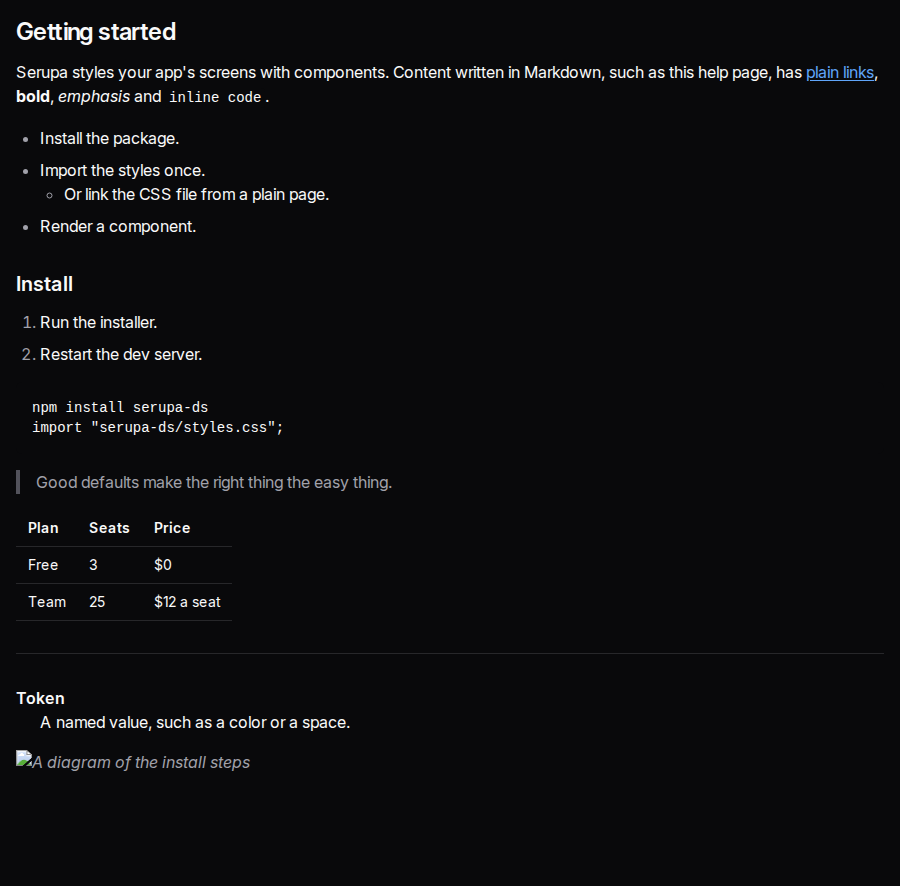 Getting started
Serupa styles your app's screens with components. Content written in Markdown, such as this help page, has plain links,
bold, emphasis and inline code.
Install the package.
Import the styles once.
Or link the CSS file from a plain page.
Render a component.
Install
1. Run the installer.
2. Restart the dev server.
npm install serupa-ds
import "serupa-ds/styles.css";
Good defaults make the right thing the easy thing.
Plan Seats Price
Free 3 $0
Team 25 $12 a seat
Token
A named value, such as a color or a space.
A diagram of the install steps